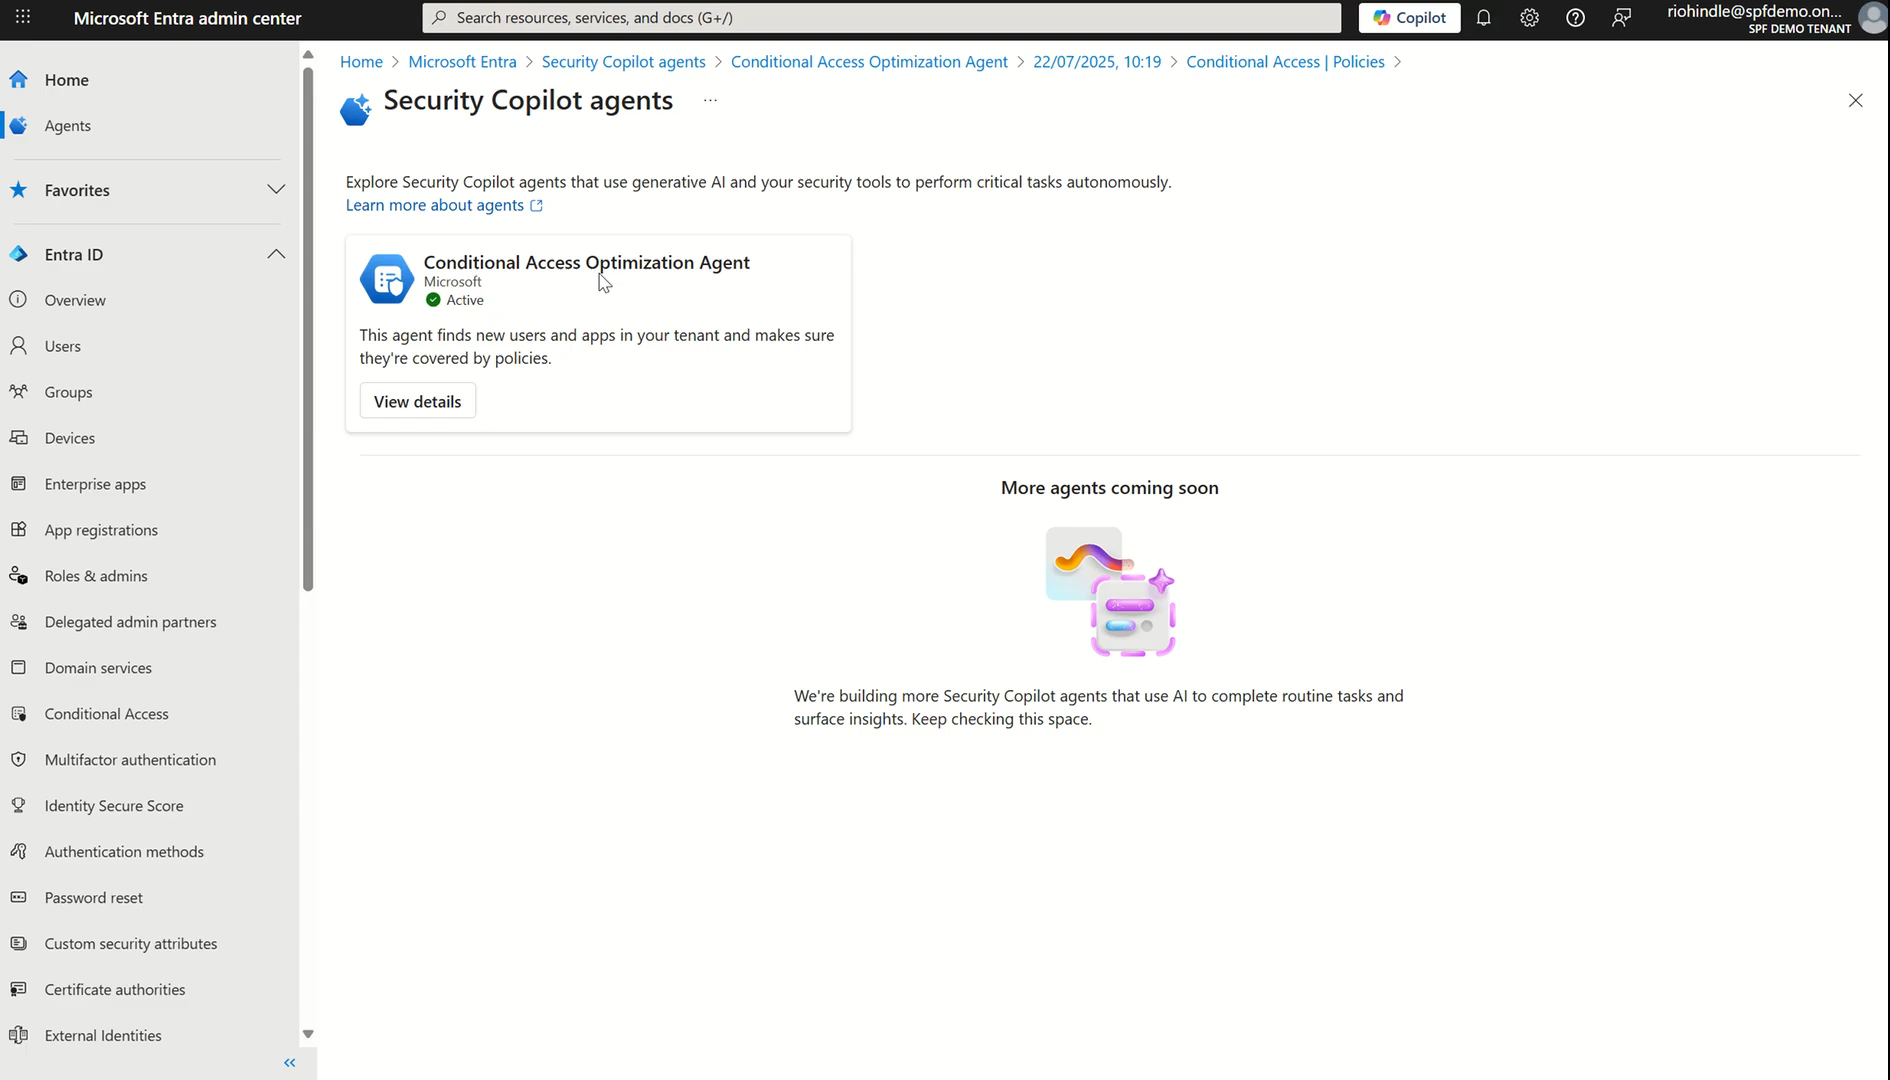 Microsoft Entra admin center
Search resources, services, and docs (G+/)
Copilot
riohindle@spfdemo.on...
SPF DEMO TENANT
Home
Agents
Favorites
Entra ID
Overview
Users
Groups
Devices
Enterprise apps
App registrations
Roles & admins
Delegated admin partners
Domain services
Conditional Access
Multifactor authentication
Identity Secure Score
Authentication methods
Password reset
Custom security attributes
Certificate authorities
External Identities
Home > Microsoft Entra > Security Copilot agents > Conditional Access Optimization Agent > 22/07/2025, 10:19 > Conditional Access | Policies >
Security Copilot agents ...
Explore Security Copilot agents that use generative AI and your security tools to perform critical tasks autonomously.
Learn more about agents
Conditional Access Optimization Agent
Microsoft
Active
This agent finds new users and apps in your tenant and makes sure
they're covered by policies.
View details
More agents coming soon
We're building more Security Copilot agents that use AI to complete routine tasks and
surface insights. Keep checking this space.